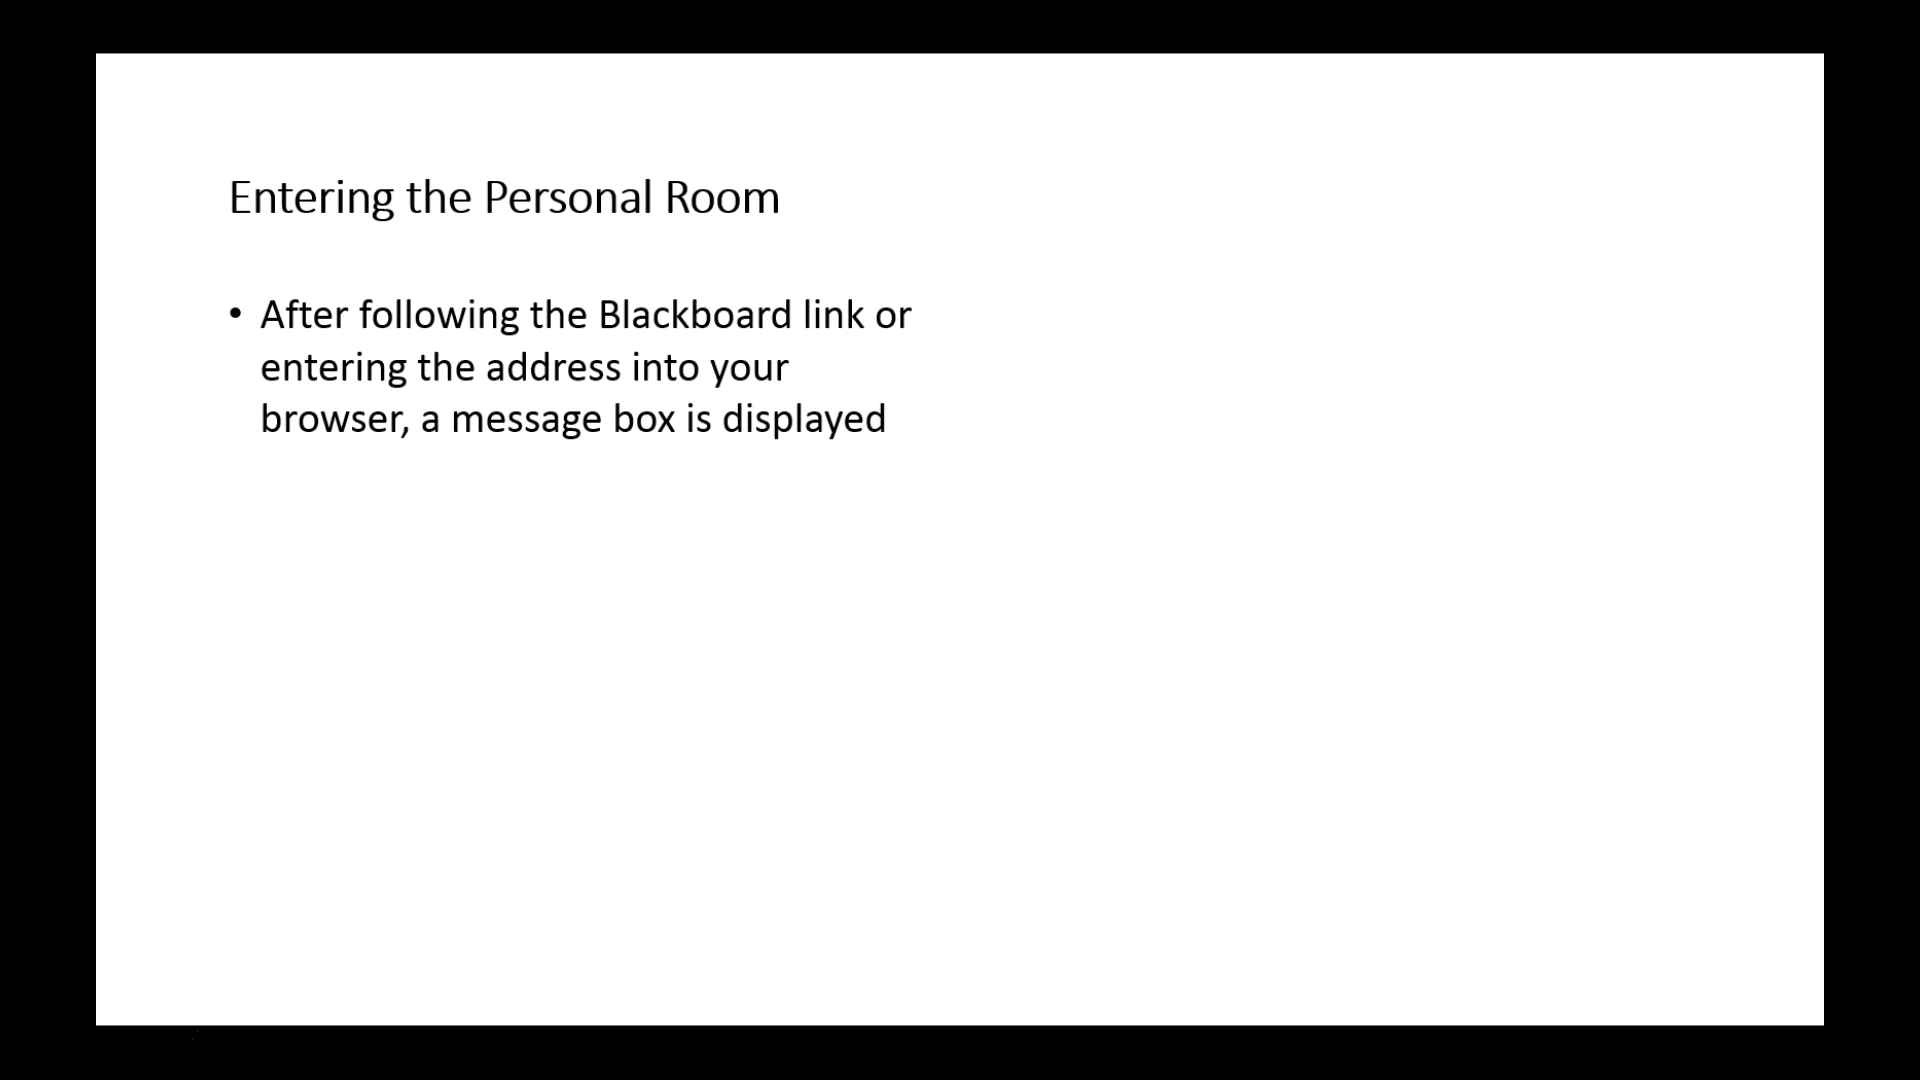 Entering the Personal Room
• After following the Blackboard link or
entering the address into your
browser, a message box is displayed